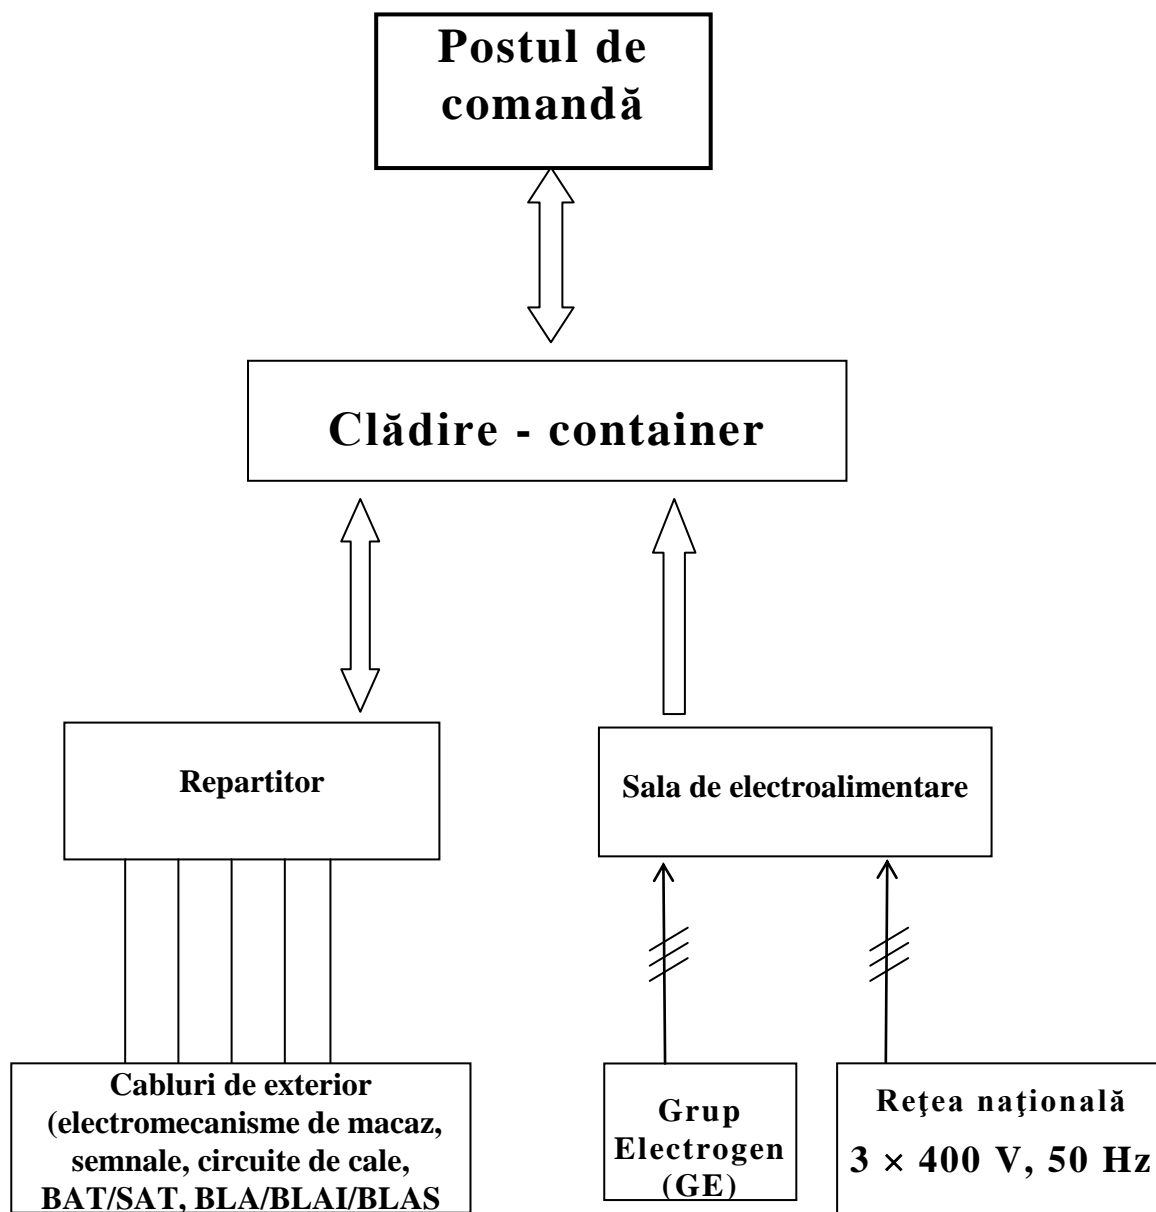 Postul de
comandă
Clădire - container
Repartitor
Sala de electroalimentare
Cabluri de exterior
(electromecanisme de macaz,
semnale, circuite de cale,
BAT/SAT, BLA/BLAI/BLAS
Grup
Electrogen
(GE)
Reţea naţională
3 × 400 V, 50 Hz